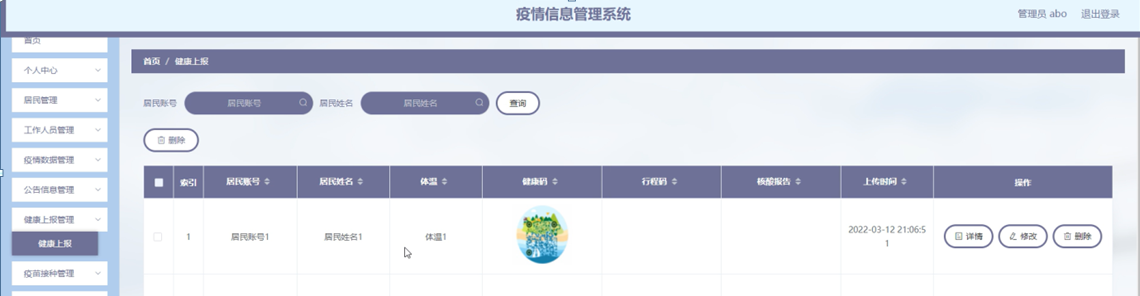 疫情信息管理系统
管理员 abo 退出登录
首页
个人中心
居民管理
工作人员管理
疫情数据管理
公告信息管理
健康上报管理
健康上报
疫苗接种管理
首页 / 健康上报
居民账号 居民账号 居民姓名 居民姓名 查询
删除
索引 居民账号 居民姓名 体温 健康码 行程码 核酸报告 上传时间 操作
1 居民账号1 居民姓名1 体温1 2022-03-12 21:06:5 详情 修改 删除
1